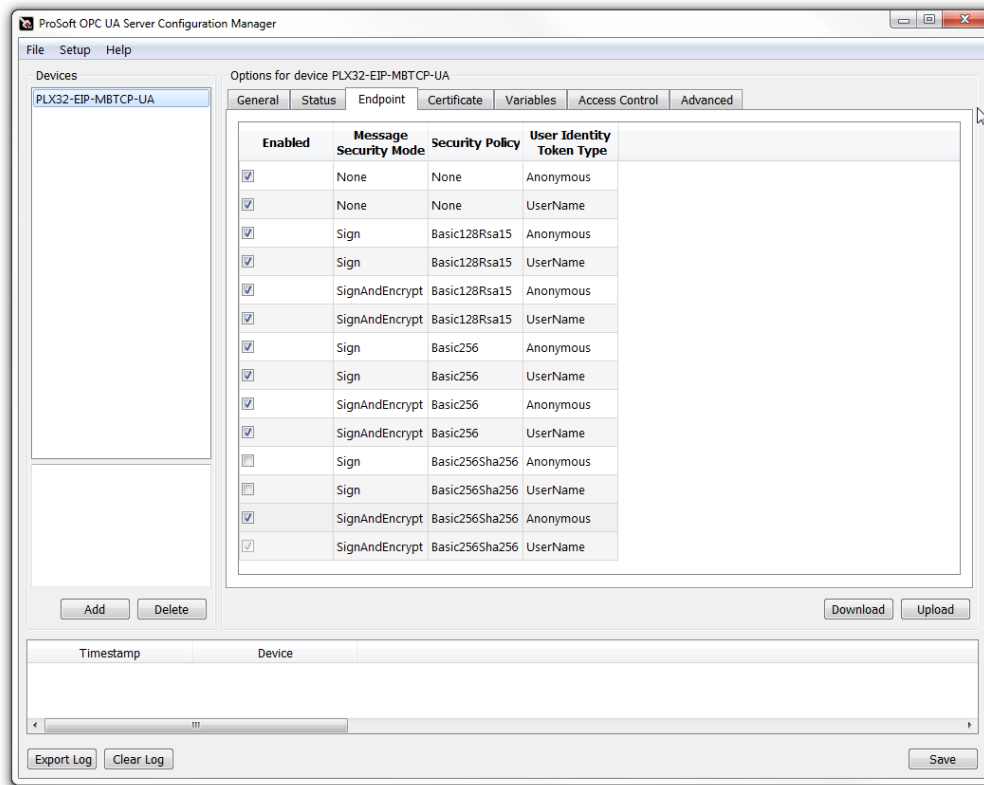 ProSoft OPC UA Server Configuration Manager
File Setup Help
Devices
PLX32-EIP-MBTCP-UA
Options for device PLX32-EIP-MBTCP-UA
General Status Endpoint Certificate Variables Access Control Advanced
Enabled Message Security Mode Security Policy User Identity Token Type
None None Anonymous
None None UserName
Sign Basic128Rsa15 Anonymous
Sign Basic128Rsa15 UserName
SignAndEncrypt Basic128Rsa15 Anonymous
SignAndEncrypt Basic128Rsa15 UserName
Sign Basic256 Anonymous
Sign Basic256 UserName
SignAndEncrypt Basic256 Anonymous
SignAndEncrypt Basic256 UserName
Sign Basic256Sha256 Anonymous
Sign Basic256Sha256 UserName
SignAndEncrypt Basic256Sha256 Anonymous
SignAndEncrypt Basic256Sha256 UserName
Add Delete
Download Upload
Timestamp Device
Export Log Clear Log
Save